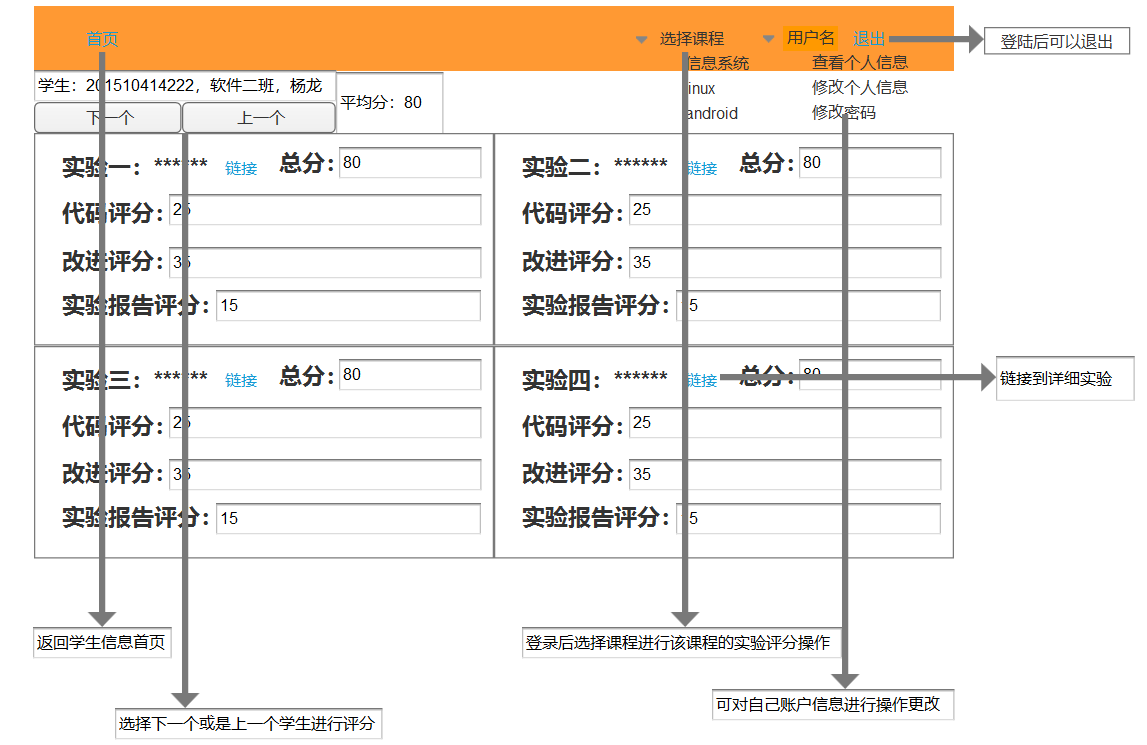 首页 选择课程 用户名 退出 登陆后可以退出
信息系统 查看个人信息
学生：201510414222，软件二班，杨龙 inux 修改个人信息
平均分：80
下一个 上一个 android 修改密码
实验一：****** 链接 总分：80 实验二：****** 链接 总分：80
代码评分：25 代码评分：25
改进评分：35 改进评分：35
实验报告评分：15 实验报告评分：15
实验三：****** 链接 总分：80 实验四：****** 链接 总分：80 链接到详细实验
代码评分：25 代码评分：25
改进评分：35 改进评分：35
实验报告评分：15 实验报告评分：15
返回学生信息首页 登录后选择课程进行该课程的实验评分操作
可对自己账户信息进行操作更改
选择下一个或是上一个学生进行评分